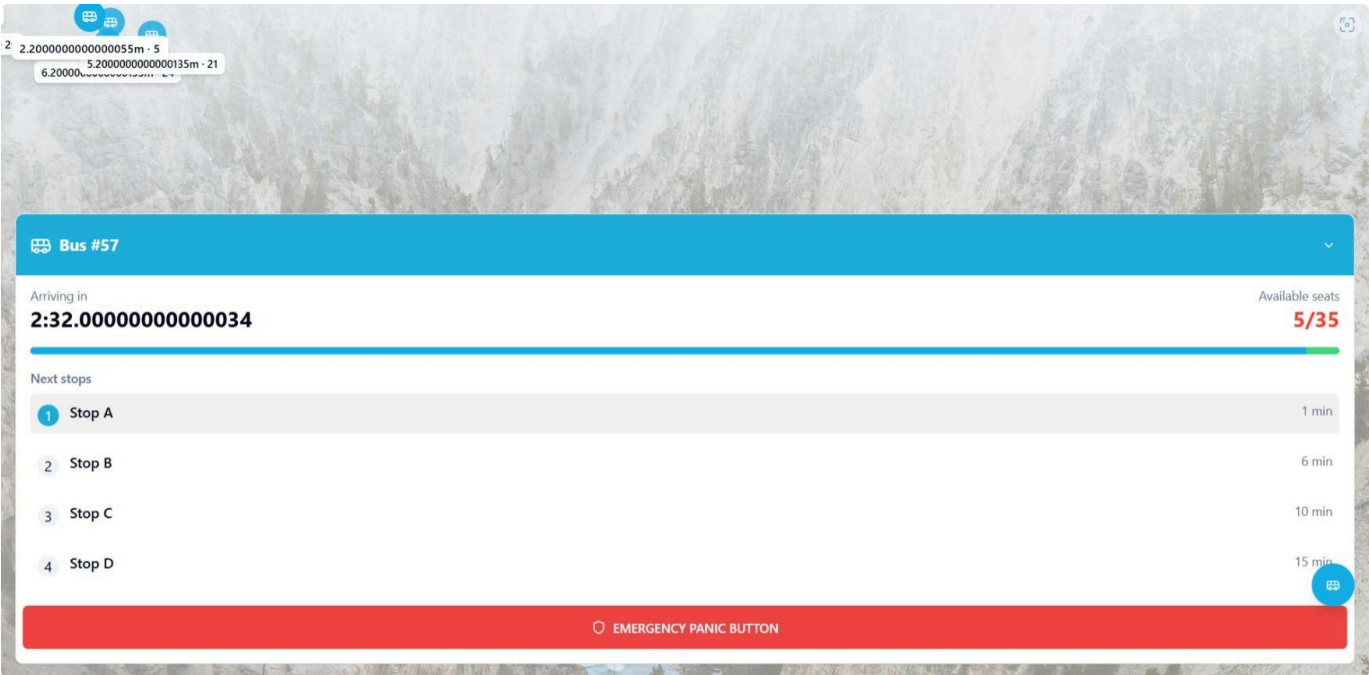 2
2.2000000000000055m · 5
5.2000000000000135m · 21
6.20000
Bus #57
Arriving in
2:32.00000000000034
Available seats
5/35
Next stops
1 Stop A 1 min
2 Stop B 6 min
3 Stop C 10 min
4 Stop D 15 min
EMERGENCY PANIC BUTTON